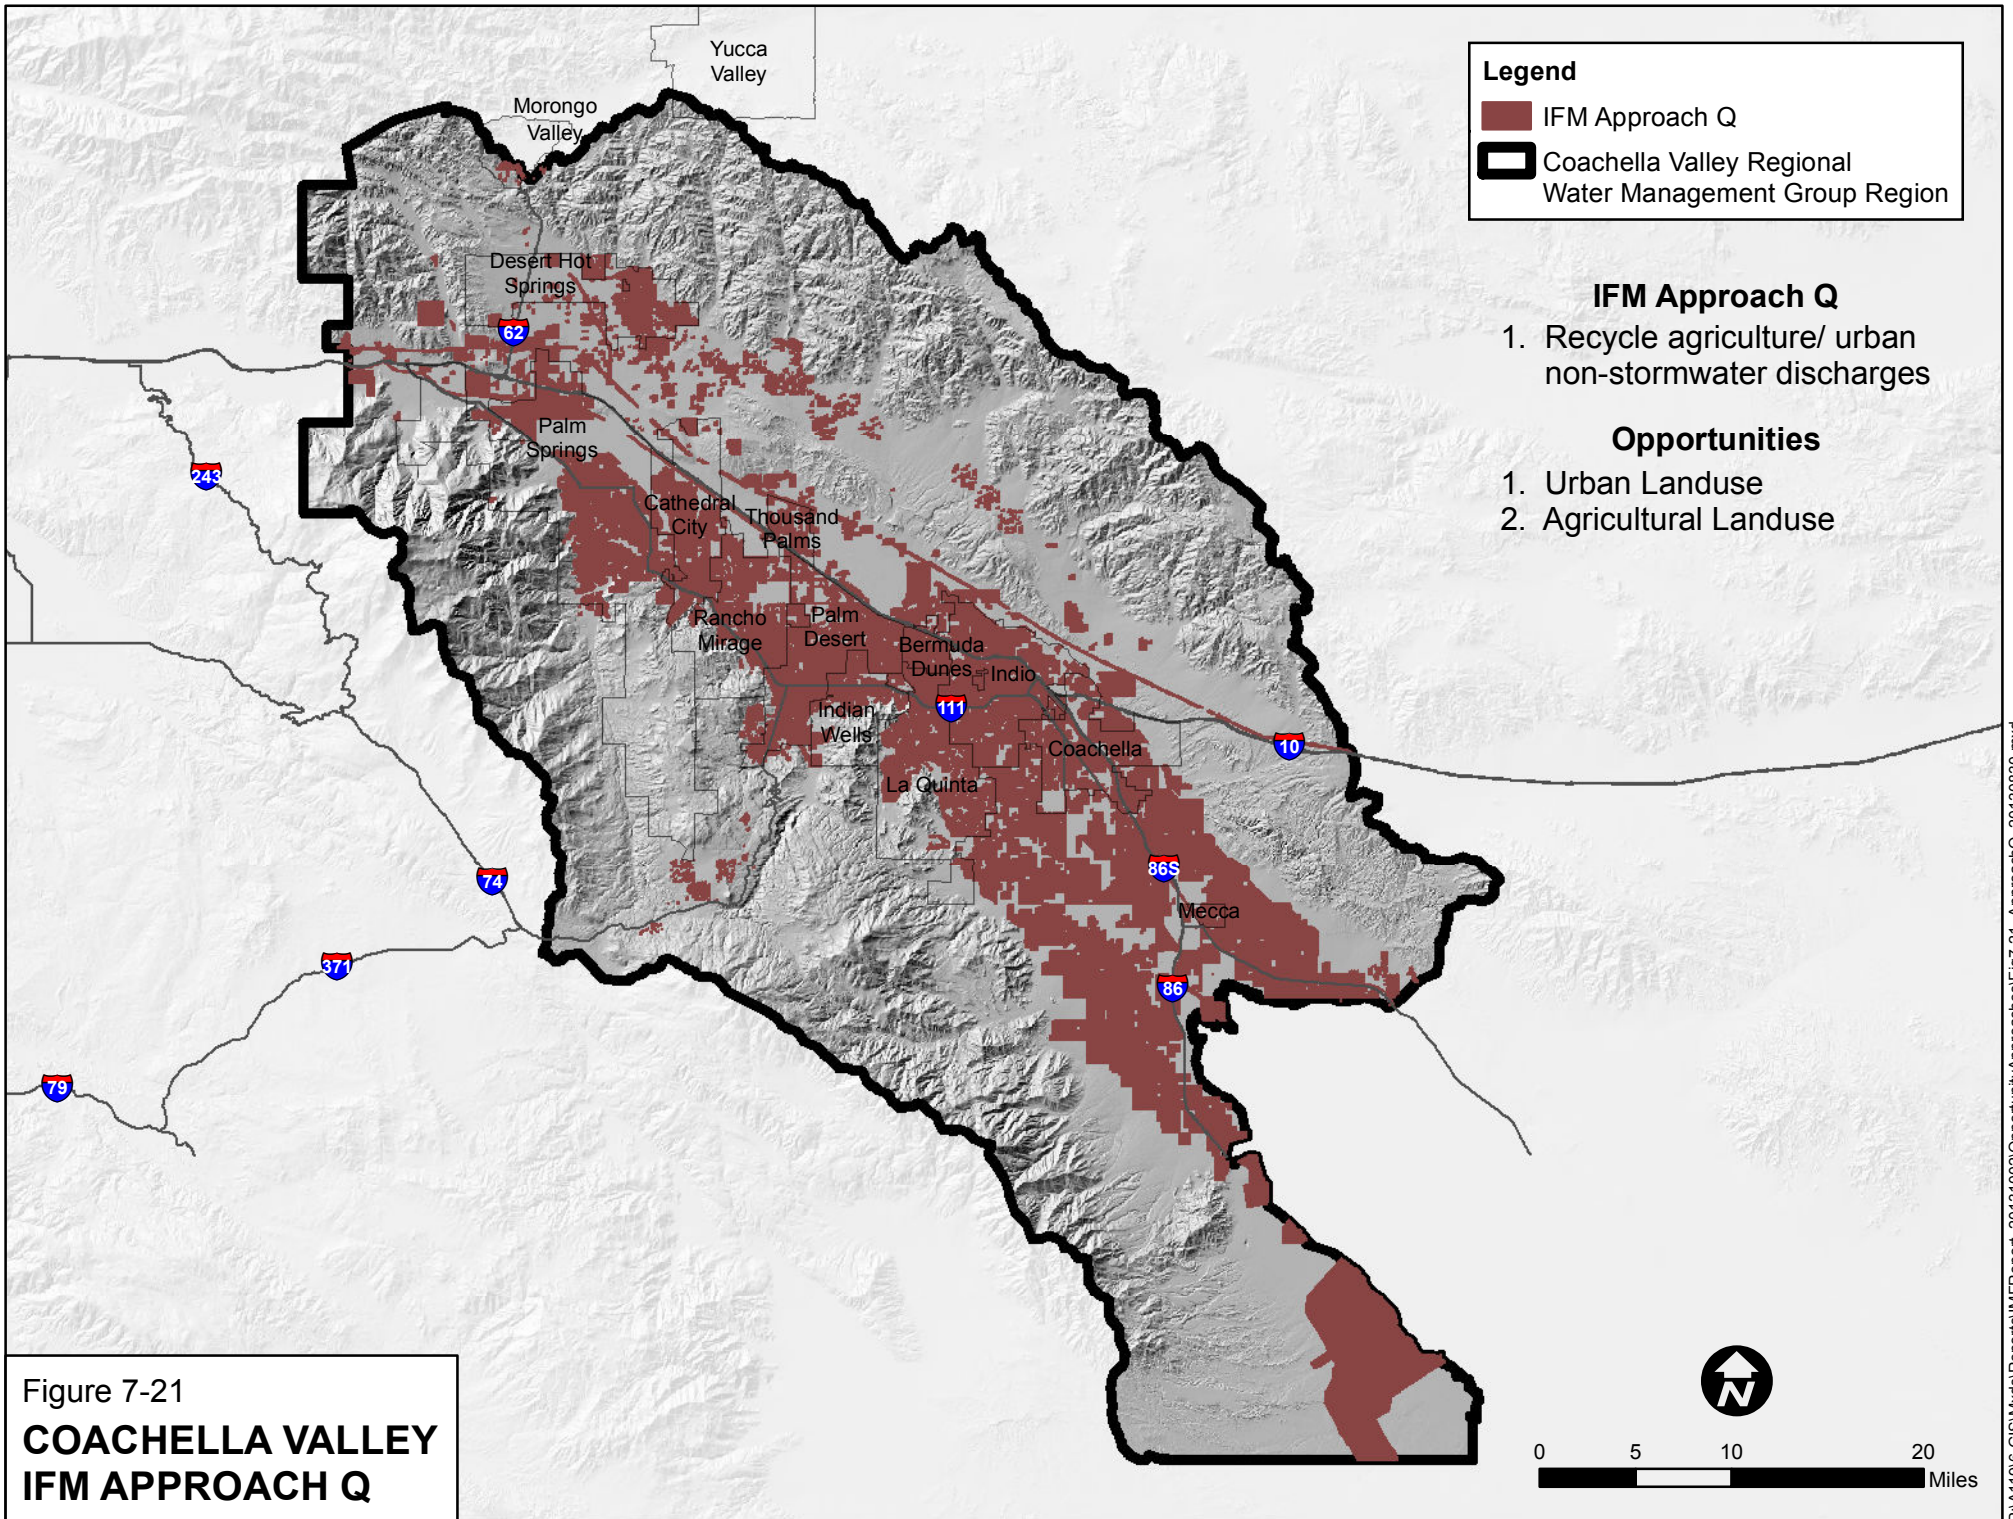 Yucca
Valley
Morongo
Valley
Legend
IFM Approach Q
Coachella Valley Regional
Water Management Group Region
IFM Approach Q
1. Recycle agriculture/ urban
non-stormwater discharges
Opportunities
1. Urban Landuse
2. Agricultural Landuse
Desert Hot
Springs
62
Palm
Springs
243
Cathedral
City
Thousand
Palms
Rancho
Mirage
Palm
Desert
Bermuda
Dunes
Indio
111
Indian
Wells
Coachella
10
La Quinta
86S
74
Mecca
371
86
79
N
0 5 10 20
Miles
Figure 7-21
COACHELLA VALLEY
IFM APPROACH Q